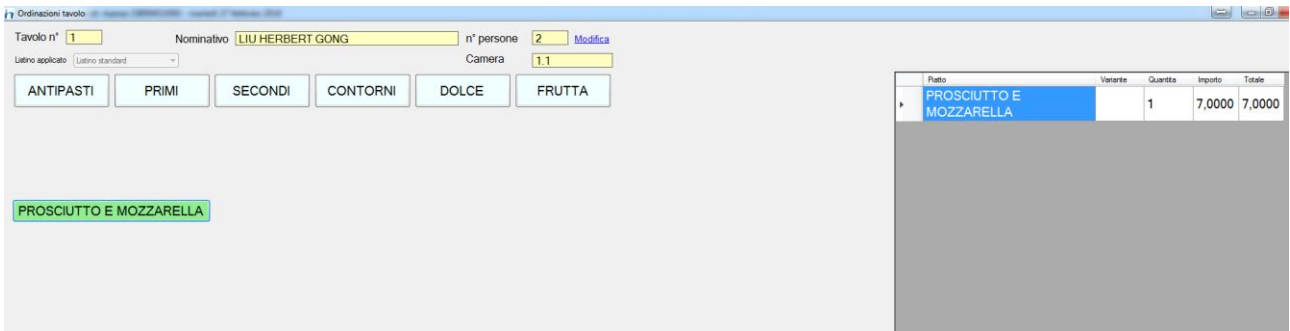 Ordinazioni tavolo
Tavolo n° 1 Nominativo LIU HERBERT GONG n° persone 2 Modifica
Listino applicato Listino standard Camera 1.1
ANTIPASTI PRIMI SECONDI CONTORNI DOLCE FRUTTA
Piatto Variante Quantita Importo Totale
PROSCIUTTO E
MOZZARELLA 1 7,0000 7,0000
PROSCIUTTO E MOZZARELLA